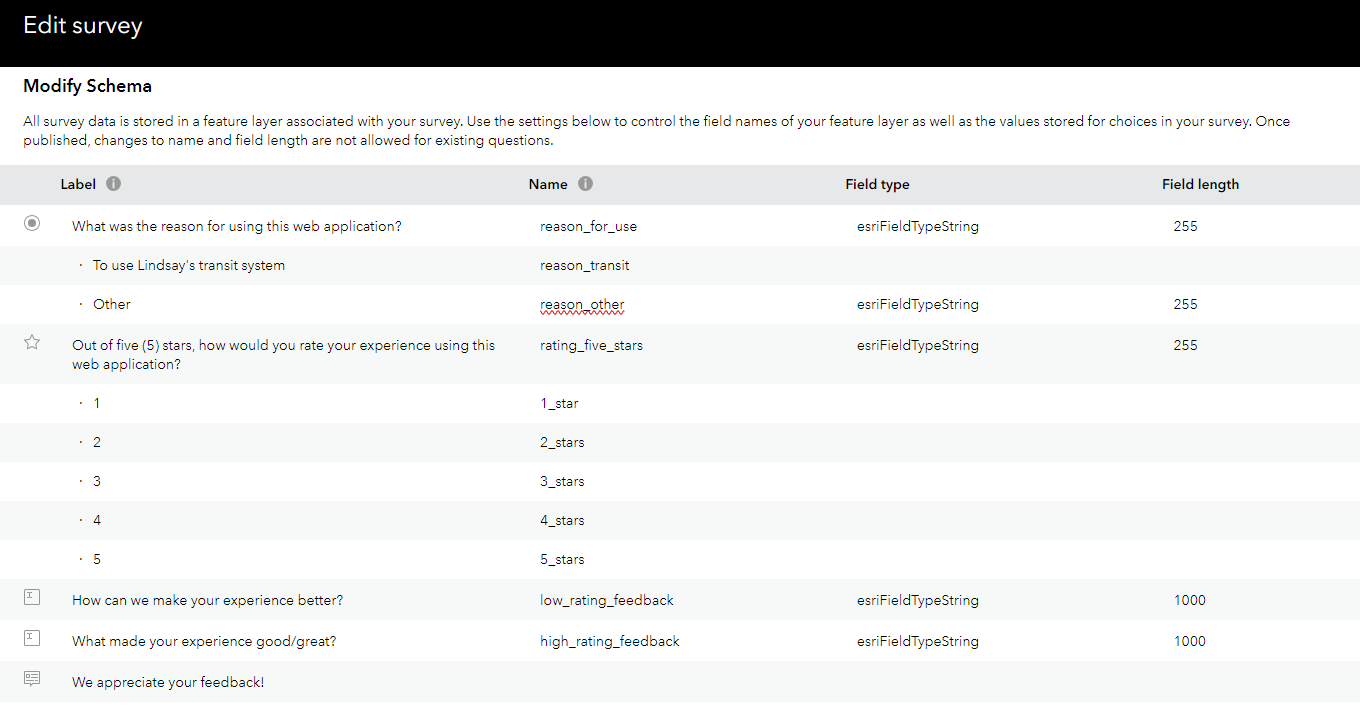 Edit survey
Modify Schema
All survey data is stored in a feature layer associated with your survey. Use the settings below to control the field names of your feature layer as well as the values stored for choices in your survey. Once
published, changes to name and field length are not allowed for existing questions.
Label Name Field type Field length
What was the reason for using this web application? reason_for_use esriFieldTypeString 255
· To use Lindsay's transit system reason_transit
· Other reason_other esriFieldTypeString 255
Out of five (5) stars, how would you rate your experience using this rating_five_stars esriFieldTypeString 255
web application?
· 1 1_star
· 2 2_stars
· 3 3_stars
· 4 4_stars
· 5 5_stars
How can we make your experience better? low_rating_feedback esriFieldTypeString 1000
What made your experience good/great? high_rating_feedback esriFieldTypeString 1000
We appreciate your feedback!